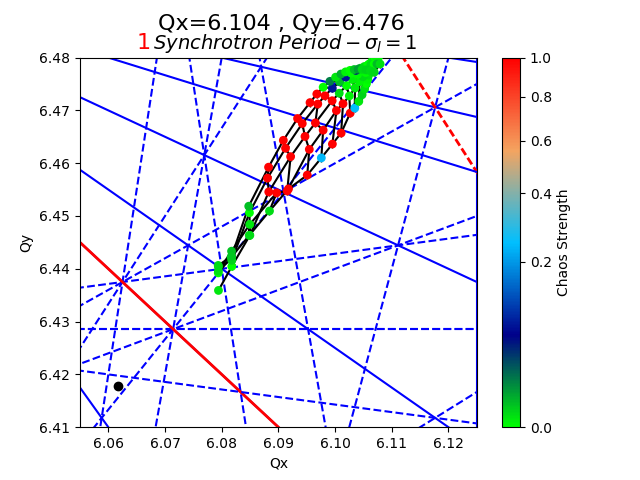 Qx=6.104 , Qy=6.476
1 Synchrotron Period − σl = 1
6.48
6.47
6.46
6.45
6.44
6.43
6.42
6.41
Qy
6.06 6.07 6.08 6.09 6.10 6.11 6.12
Qx
1.0
0.8
0.6
0.4
0.2
0.0
Chaos Strength